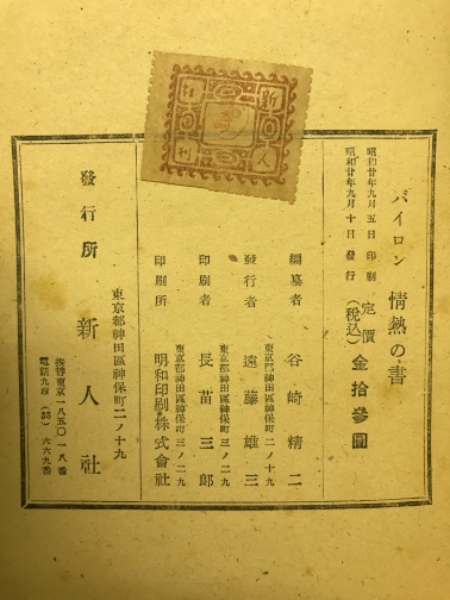 バイロン 情熱の書
昭和廿年九月五日 印刷
昭和廿年九月十日 發行
定價
(税込)
金拾參圓
編纂者 谷崎精二
東京都神田區神保町二ノ十九
發行者 遠藤雄三
東京都神田區神保町三ノ二九
印刷者 長苗三郎
東京都神田區神保町三ノ二九
印刷所 明和印刷株式會社
發行所 新人社
東京都神田區神保町二ノ十九
振替東京一八五〇一八番
電話九段(33)六六九番
新
人
社
刊